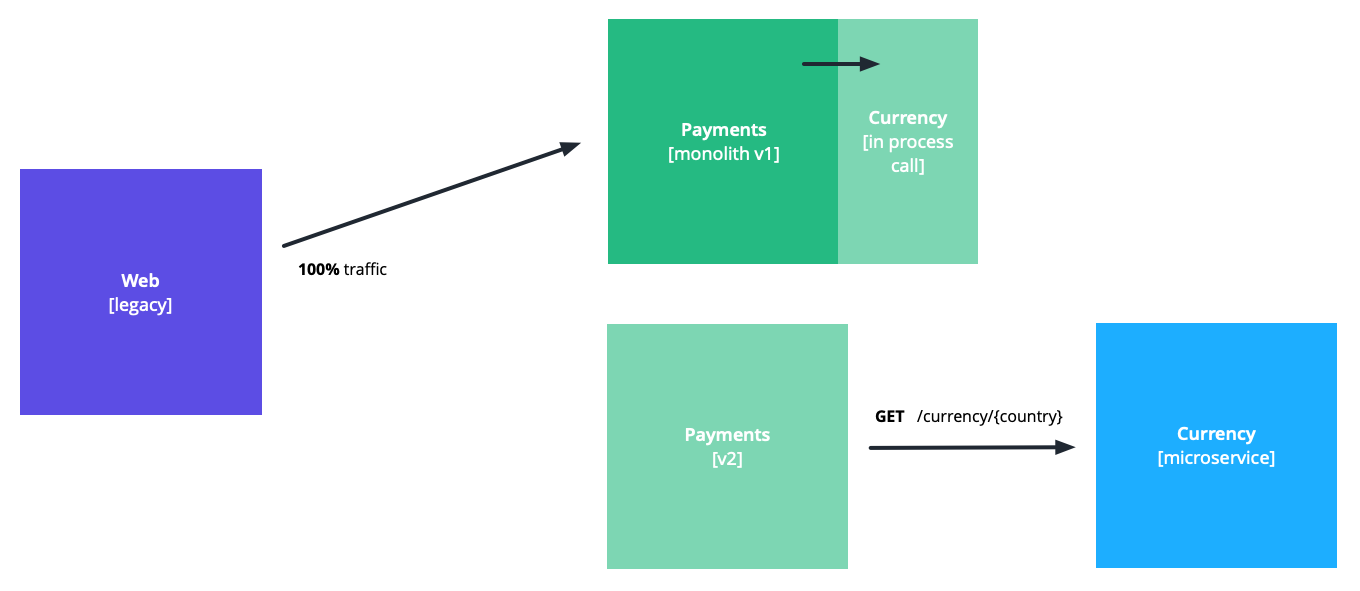 Web
[legacy]
100% traffic
Payments
[monolith v1]
Currency
[in process
call]
Payments
[v2]
GET /currency/{country}
Currency
[microservice]